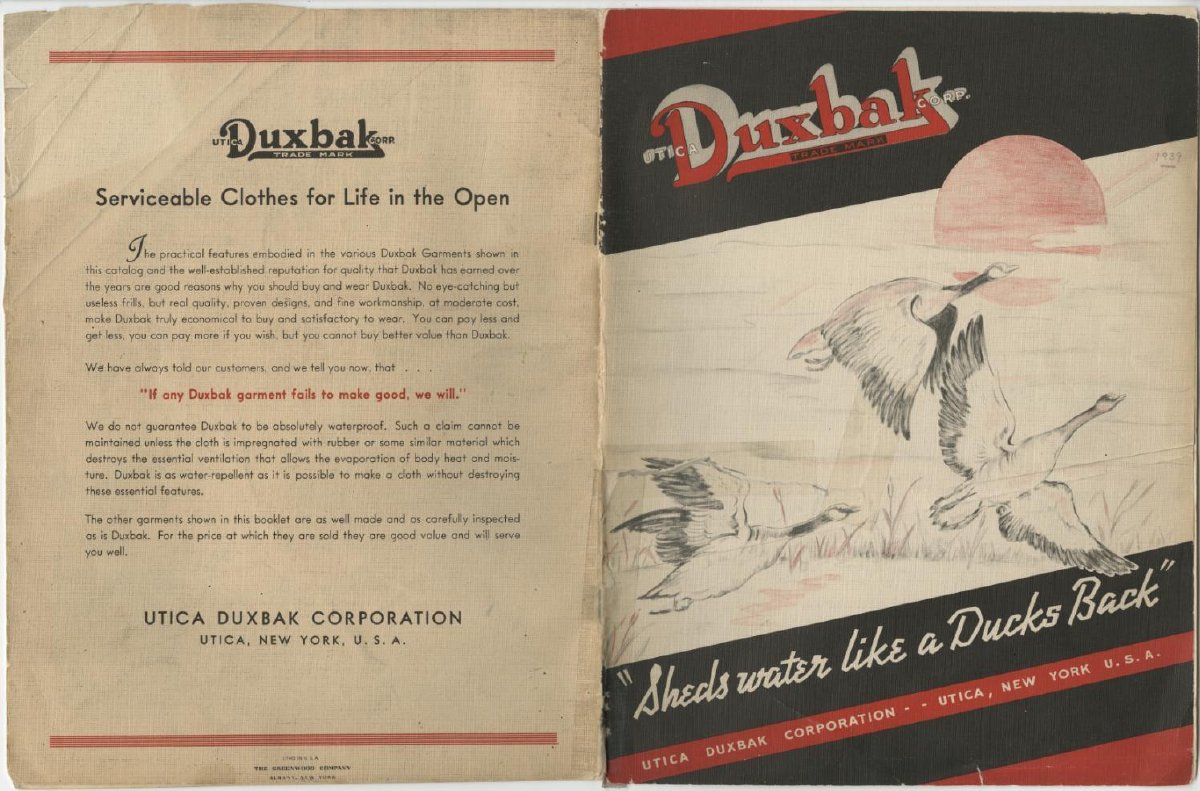 UTICA Duxbak CORP.
TRADE MARK
Serviceable Clothes for Life in the Open
The practical features embodied in the various Duxbak Garments shown in
this catalog and the well-established reputation for quality that Duxbak has earned over
the years are good reasons why you should buy and wear Duxbak. No eye-catching but
useless frills, but real quality, proven designs, and fine workmanship, at moderate cost,
make Duxbak truly economical to buy and satisfactory to wear. You can pay less and
get less, you can pay more if you wish, but you cannot buy better value than Duxbak.
We have always told our customers, and we tell you now, that . . .
"If any Duxbak garment fails to make good, we will."
We do not guarantee Duxbak to be absolutely waterproof. Such a claim cannot be
maintained unless the cloth is impregnated with rubber or some similar material which
destroys the essential ventilation that allows the evaporation of body heat and mois-
ture. Duxbak is as water-repellent as it is possible to make a cloth without destroying
these essential features.
The other garments shown in this booklet are as well made and as carefully inspected
as is Duxbak. For the price at which they are sold they are good value and will serve
you well.
UTICA DUXBAK CORPORATION
UTICA, NEW YORK, U. S. A.
THE GREENWOOD COMPANY
ALBANY, NEW YORK
UTICA Duxbak CORP.
TRADE MARK
1939
"Sheds water like a Ducks Back"
UTICA DUXBAK CORPORATION - - UTICA, NEW YORK U. S. A.